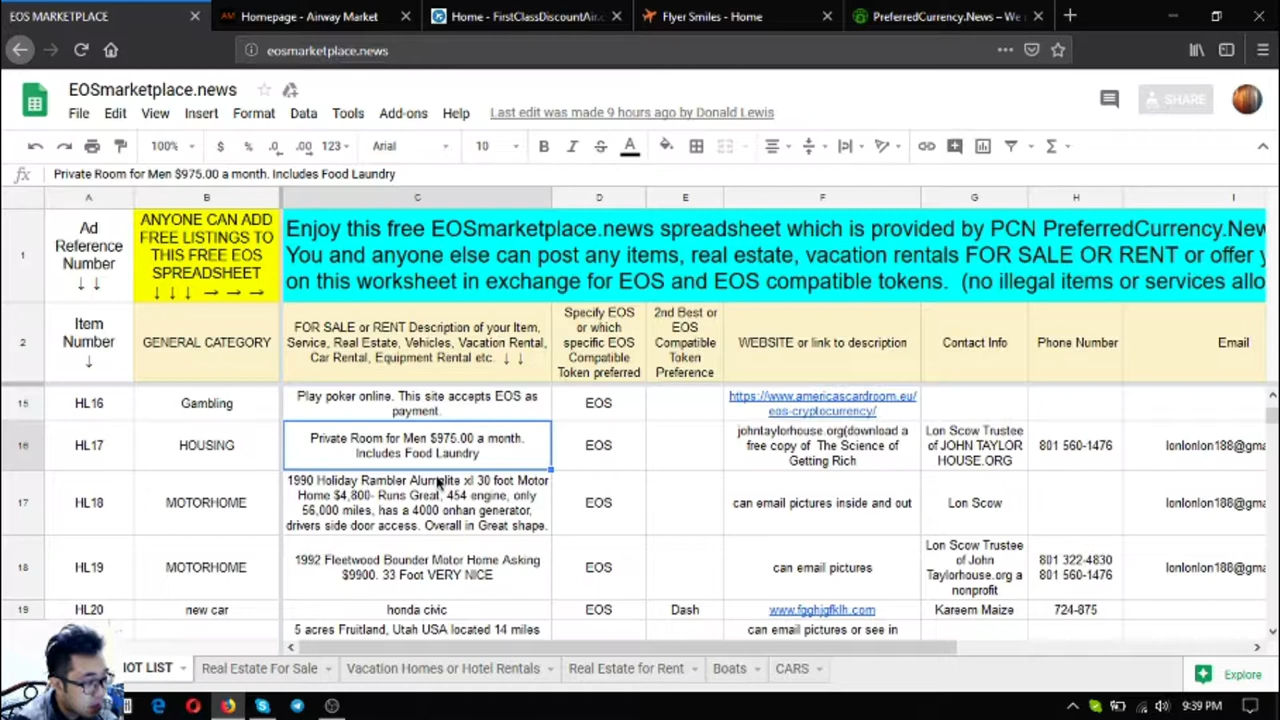 EOS MARKETPLACE
Homepage - Airway Market
Home - FirstClassDiscountAir.c
Flyer Smiles - Home
PreferredCurrency.News – We
eosmarketplace.news
EOSmarketplace.news
File Edit View Insert Format Data Tools Add-ons Help
Last edit was made 9 hours ago by Donald Lewis
SHARE
100% $ % .0 .00 123 Arial 10 B I S A
fx Private Room for Men $975.00 a month. Includes Food Laundry
A B C D E F G H I
1
Ad
Reference
Number
↓ ↓
ANYONE CAN ADD
FREE LISTINGS TO
THIS FREE EOS
SPREADSHEET
↓ ↓ ↓ → → →
Enjoy this free EOSmarketplace.news spreadsheet which is provided by PCN PreferredCurrency.New
You and anyone else can post any items, real estate, vacation rentals FOR SALE OR RENT or offer y
on this worksheet in exchange for EOS and EOS compatible tokens. (no illegal items or services allo
2
Item
Number
↓
GENERAL CATEGORY
FOR SALE or RENT Description of your Item,
Service, Real Estate, Vehicles, Vacation Rental,
Car Rental, Equipment Rental etc. ↓ ↓
Specify EOS
or which
specific EOS
Compatible
Token preferred
2nd Best or
EOS
Compatible
Token
Preference
WEBSITE or link to description
Contact Info
Phone Number
Email
15
HL16
Gambling
Play poker online. This site accepts EOS as
payment.
EOS
https://www.americascardroom.eu/
eos-cryptocurrency/
16
HL17
HOUSING
Private Room for Men $975.00 a month.
Includes Food Laundry
EOS
johntaylorhouse.org(download a
free copy of The Science of
Getting Rich
Lon Scow Trustee
of JOHN TAYLOR
HOUSE.ORG
801 560-1476
lonlonlon188@gma
17
HL18
MOTORHOME
1990 Holiday Rambler Alumalite xl 30 foot Motor
Home $4,800- Runs Great, 454 engine, only
56,000 miles, has a 4000 onhan generator,
drivers side door access. Overall in Great shape.
EOS
can email pictures inside and out
Lon Scow
lonlonlon188@gma
18
HL19
MOTORHOME
1992 Fleetwood Bounder Motor Home Asking
$9900. 33 Foot VERY NICE
EOS
can email pictures
Lon Scow Trustee
of John
Taylorhouse.org a
nonprofit
801 322-4830
801 560-1476
lonlonlon188@gma
19
HL20
new car
honda civic
EOS
Dash
www.fgghjgfklh.com
Kareem Maize
724-875
5 acres Fruitland, Utah USA located 14 miles
can email pictures or see in
HOT LIST Real Estate For Sale Vacation Homes or Hotel Rentals Real Estate for Rent Boats CARS
Explore
9:39 PM